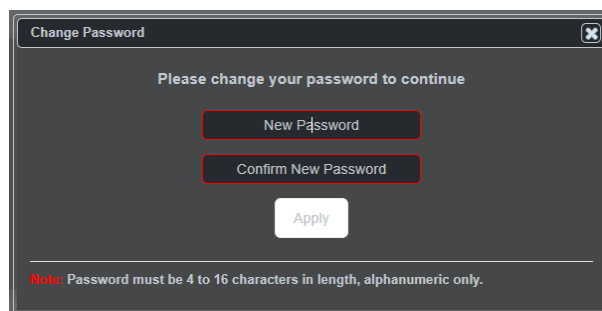 Change Password
Please change your password to continue
New Password
Confirm New Password
Apply
Note: Password must be 4 to 16 characters in length, alphanumeric only.